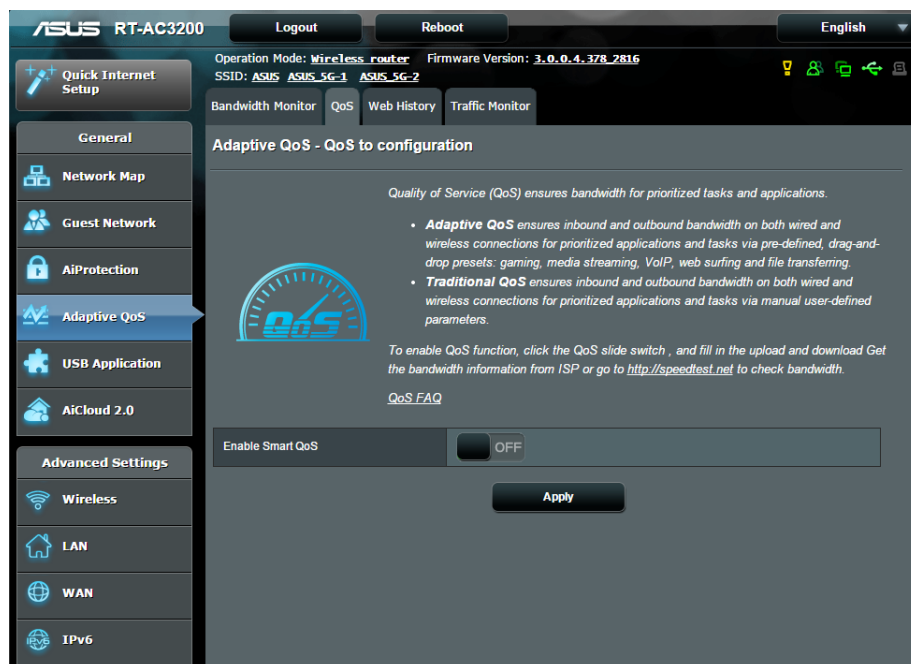 ASUS RT-AC3200
Logout
Reboot
English
Operation Mode: Wireless router Firmware Version: 3.0.0.4.378_2816
SSID: ASUS ASUS_5G-1 ASUS_5G-2
Quick Internet
Setup
General
Network Map
Guest Network
AiProtection
Adaptive QoS
USB Application
AiCloud 2.0
Advanced Settings
Wireless
LAN
WAN
IPv6
IPv6
Bandwidth Monitor
QoS
Web History
Traffic Monitor
Adaptive QoS - QoS to configuration
QoS
Quality of Service (QoS) ensures bandwidth for prioritized tasks and applications.
• Adaptive QoS ensures inbound and outbound bandwidth on both wired and
wireless connections for prioritized applications and tasks via pre-defined, drag-and-
drop presets: gaming, media streaming, VoIP, web surfing and file transferring.
• Traditional QoS ensures inbound and outbound bandwidth on both wired and
wireless connections for prioritized applications and tasks via manual user-defined
parameters.
To enable QoS function, click the QoS slide switch , and fill in the upload and download Get
the bandwidth information from ISP or go to http://speedtest.net to check bandwidth.
QoS FAQ
Enable Smart QoS
OFF
Apply